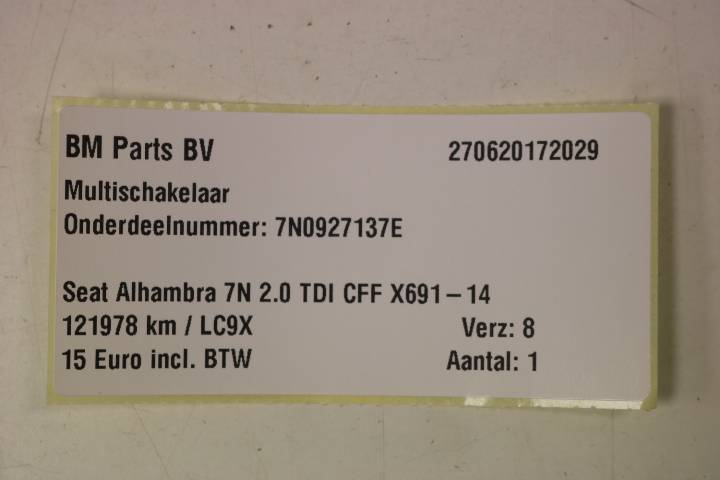 BM Parts BV 270620172029
Multischakelaar
Onderdeelnummer: 7N0927137E
Seat Alhambra 7N 2.0 TDI CFF X691-14
121978 km / LC9X Verz: 8
15 Euro incl. BTW Aantal: 1